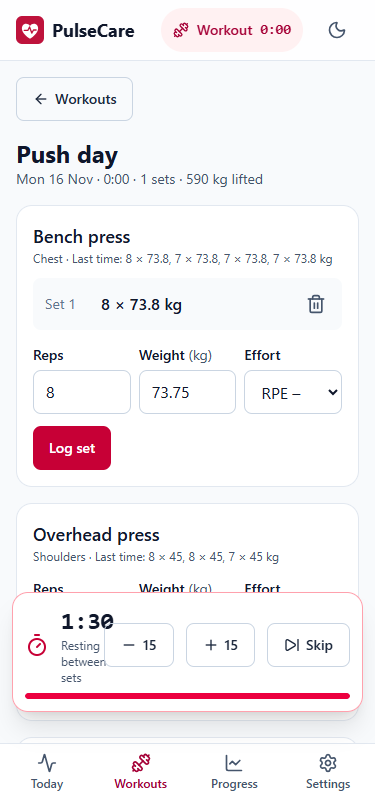 PulseCare
Workout 0:00
Workouts
Push day
Mon 16 Nov · 0:00 · 1 sets · 590 kg lifted
Bench press
Chest · Last time: 8 × 73.8, 7 × 73.8, 7 × 73.8, 7 × 73.8 kg
Set 1 8 × 73.8 kg
Reps Weight (kg) Effort
8 73.75 RPE –
Log set
Overhead press
Shoulders · Last time: 8 × 45, 8 × 45, 7 × 45 kg
Reps Weight (kg) Effort
1:30
Resting
between
sets
− 15 + 15 Skip
Today Workouts Progress Settings